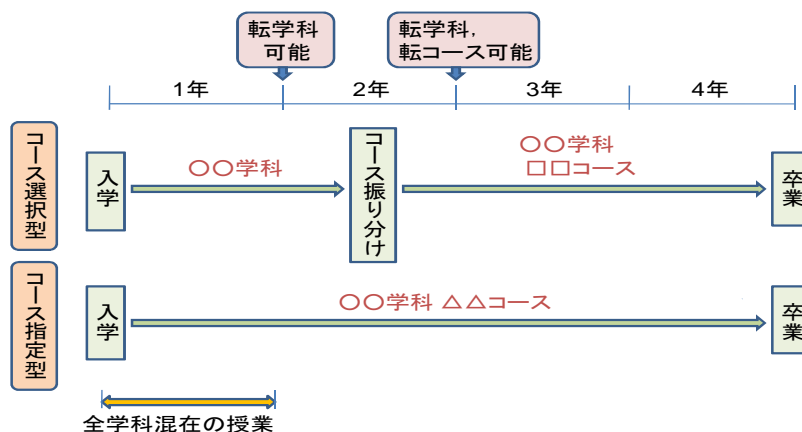 転学科
可能
転学科,
転コース可能
1年
2年
3年
4年
コース選択型
入学
〇〇学科
コース振り分け
〇〇学科
□□コース
卒業
コース指定型
入学
〇〇学科 △△コース
卒業
全学科混在の授業